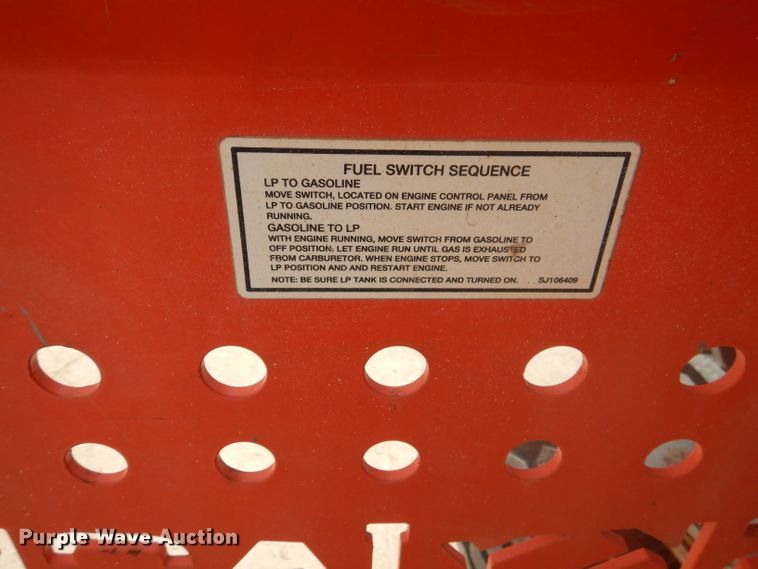 FUEL SWITCH SEQUENCE
LP TO GASOLINE
MOVE SWITCH, LOCATED ON ENGINE CONTROL PANEL FROM
LP TO GASOLINE POSITION. START ENGINE IF NOT ALREADY
RUNNING.
GASOLINE TO LP
WITH ENGINE RUNNING, MOVE SWITCH FROM GASOLINE TO
OFF POSITION. LET ENGINE RUN UNTIL GAS IS EXHAUSTED
FROM CARBURETOR. WHEN ENGINE STOPS, MOVE SWITCH TO
LP POSITION AND AND RESTART ENGINE.
NOTE: BE SURE LP TANK IS CONNECTED AND TURNED ON. SJ106409
Purple Wave Auction